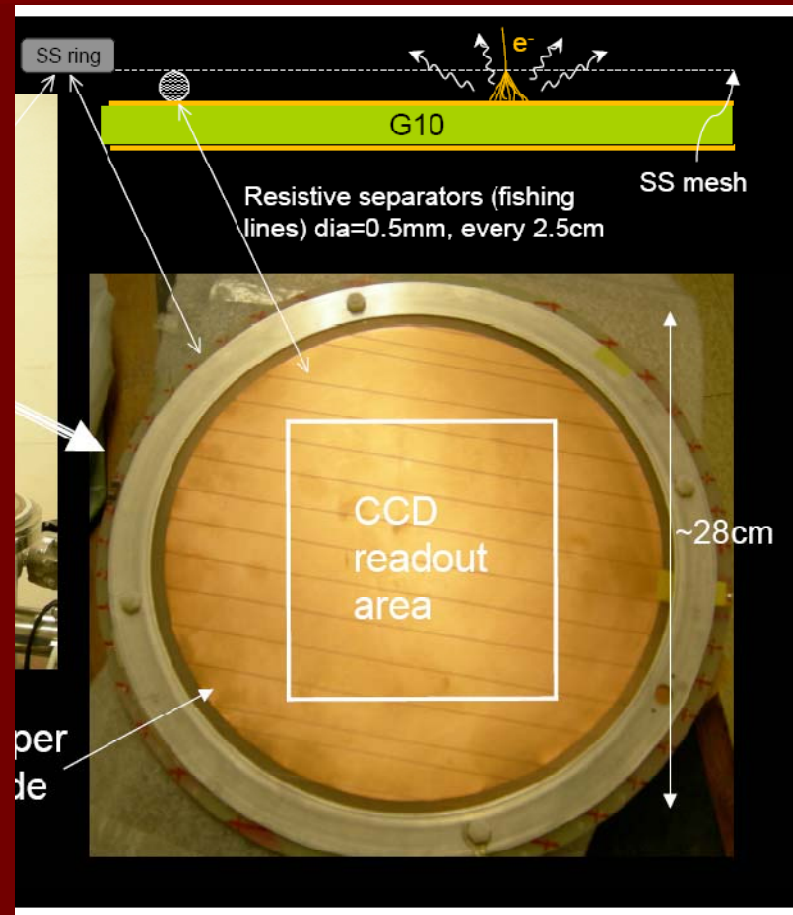 SS ring
e-
G10
SS mesh
Resistive separators (fishing
lines) dia=0.5mm, every 2.5cm
CCD
readout
area
~28cm
per
de